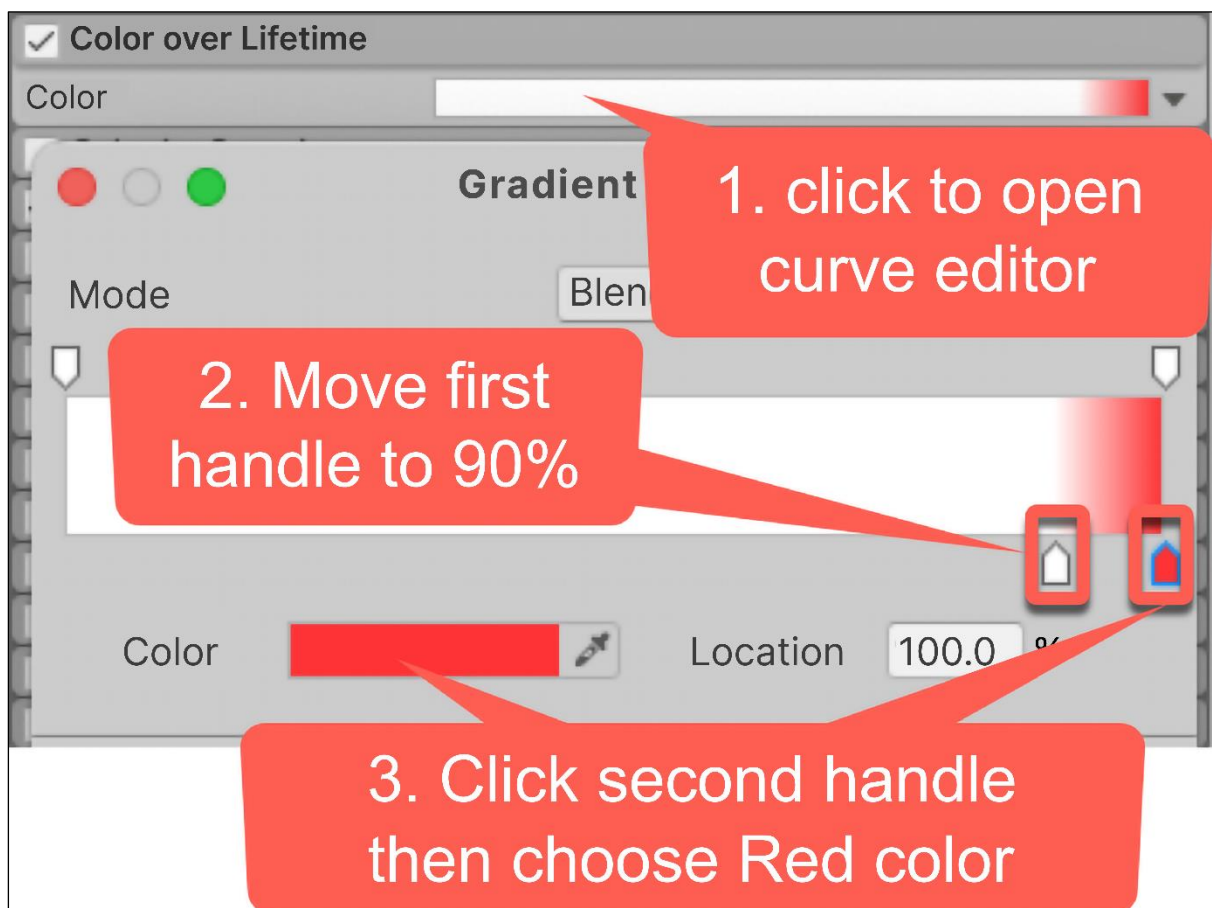 Color over Lifetime
Color
1. click to open
curve editor
Gradient
Mode
Blen
2. Move first
handle to 90%
Color
Location 100.0 %
3. Click second handle
then choose Red color